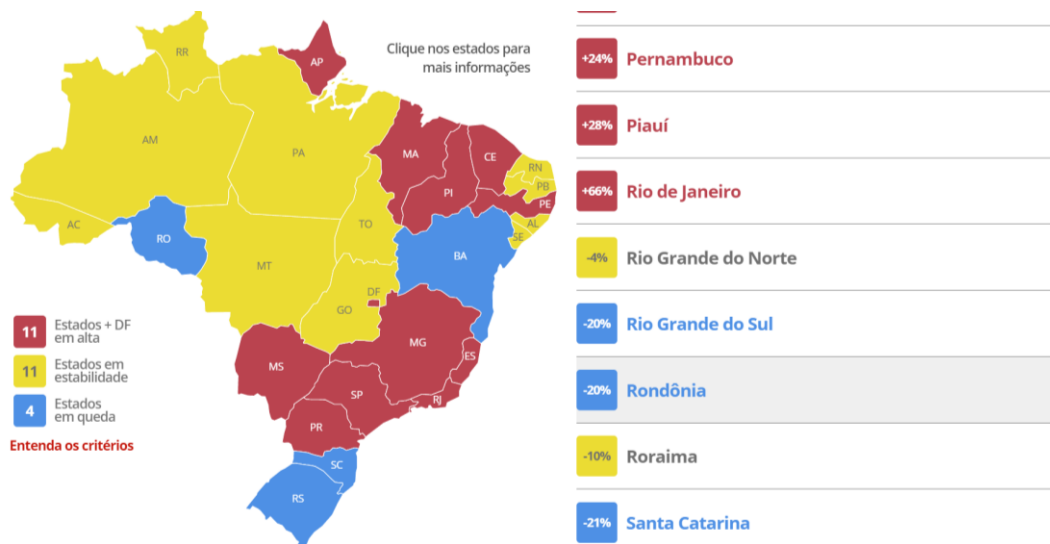 Clique nos estados para
mais informações
RR
AP
AM
PA
MA
CE
RN
PB
PI
PE
AL
SE
AC
TO
RO
BA
MT
DF
GO
MG
ES
MS
SP
RJ
PR
SC
RS
11 Estados + DF
em alta
11 Estados em
estabilidade
4 Estados
em queda
Entenda os critérios
+24% Pernambuco
+28% Piauí
+66% Rio de Janeiro
-4% Rio Grande do Norte
-20% Rio Grande do Sul
-20% Rondônia
-10% Roraima
-21% Santa Catarina